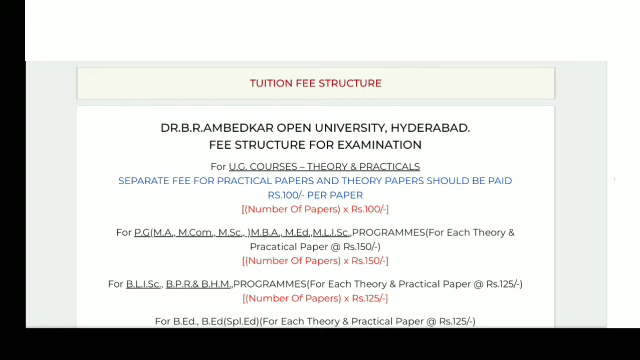 TUITION FEE STRUCTURE
DR.B.R.AMBEDKAR OPEN UNIVERSITY, HYDERABAD.
FEE STRUCTURE FOR EXAMINATION
For U.G. COURSES – THEORY & PRACTICALS
SEPARATE FEE FOR PRACTICAL PAPERS AND THEORY PAPERS SHOULD BE PAID
RS.100/- PER PAPER
[(Number Of Papers) x Rs.100/-]
For P.G(M.A., M.Com., M.Sc., )M.B.A., M.Ed.,M.L.I.Sc.,PROGRAMMES(For Each Theory &
Pracatical Paper @ Rs.150/-)
[(Number Of Papers) x Rs.150/-]
For B.L.I.Sc., B.P.R.& B.H.M.,PROGRAMMES(For Each Theory & Practical Paper @ Rs.125/-)
[(Number Of Papers) x Rs.125/-]
For B.Ed., B.Ed(Spl.Ed)(For Each Theory & Practical Paper @ Rs.125/-)